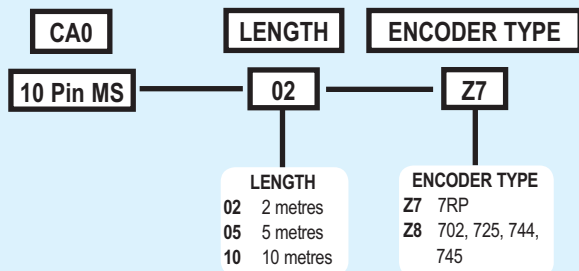 CA0 LENGTH ENCODER TYPE
10 Pin MS 02 Z7
LENGTH
02 2 metres
05 5 metres
10 10 metres
ENCODER TYPE
Z7 7RP
Z8 702, 725, 744,
745